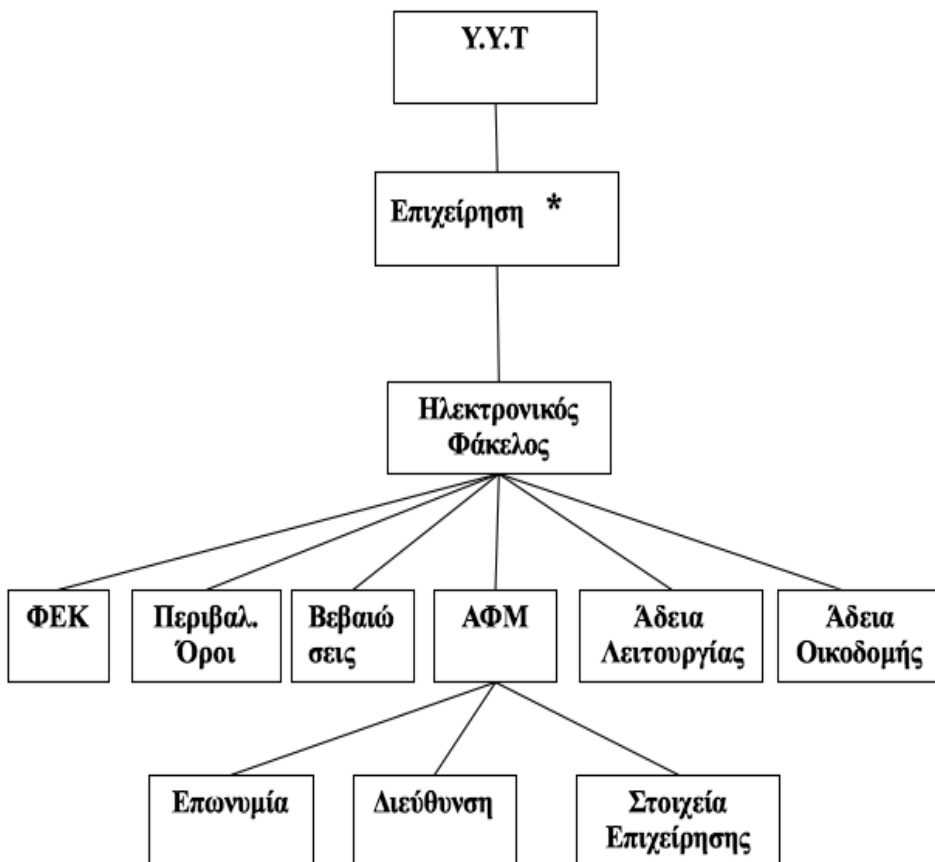 Υ.Υ.Τ
Επιχείρηση *
Ηλεκτρονικός
Φάκελος
ΦΕΚ
Περιβαλ.
Όροι
Βεβαιώ
σεις
ΑΦΜ
Άδεια
Λειτουργίας
Άδεια
Οικοδομής
Επωνυμία
Διεύθυνση
Στοιχεία
Επιχείρησης